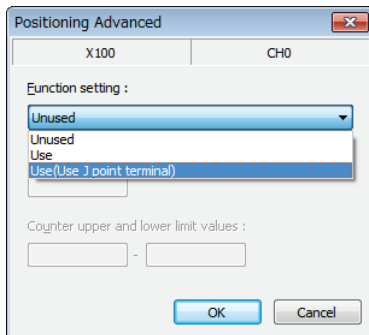 Positioning Advanced
X100 CH0
Function setting :
Unused
Unused
Use
Use(Use J point terminal)
Counter upper and lower limit values :
-
OK Cancel